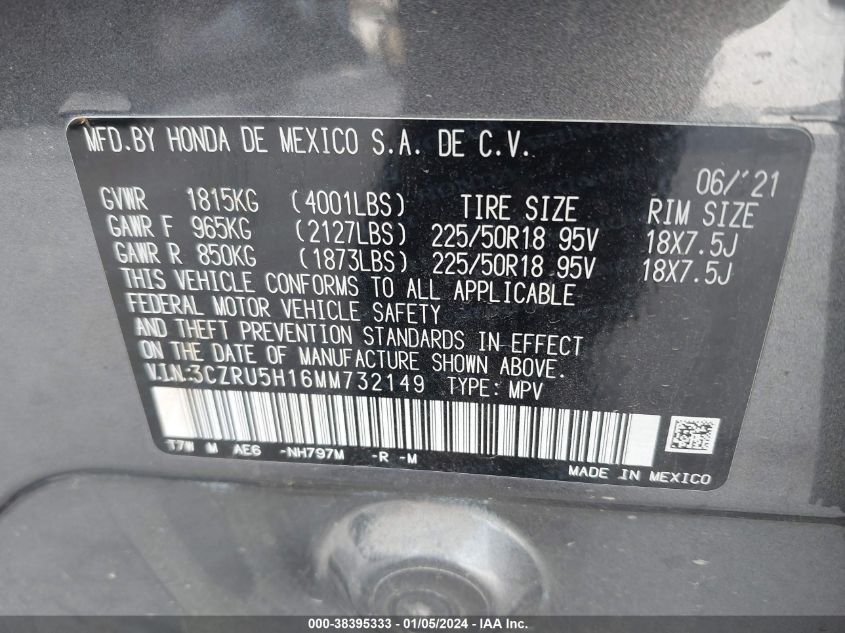 MFD.BY HONDA DE MEXICO S.A. DE C.V.
06/'21
GVWR 1815KG (4001LBS) TIRE SIZE RIM SIZE
GAWR F 965KG (2127LBS) 225/50R18 95V 18X7.5J
GAWR R 850KG (1873LBS) 225/50R18 95V 18X7.5J
THIS VEHICLE CONFORMS TO ALL APPLICABLE
FEDERAL MOTOR VEHICLE SAFETY
AND THEFT PREVENTION STANDARDS IN EFFECT
ON THE DATE OF MANUFACTURE SHOWN ABOVE.
V.I.N:3CZRU5H16MM732149 TYPE: MPV
T7W M AE6 -NH797M -R -M
MADE IN MEXICO
000-38395333 - 01/05/2024 - IAA Inc.